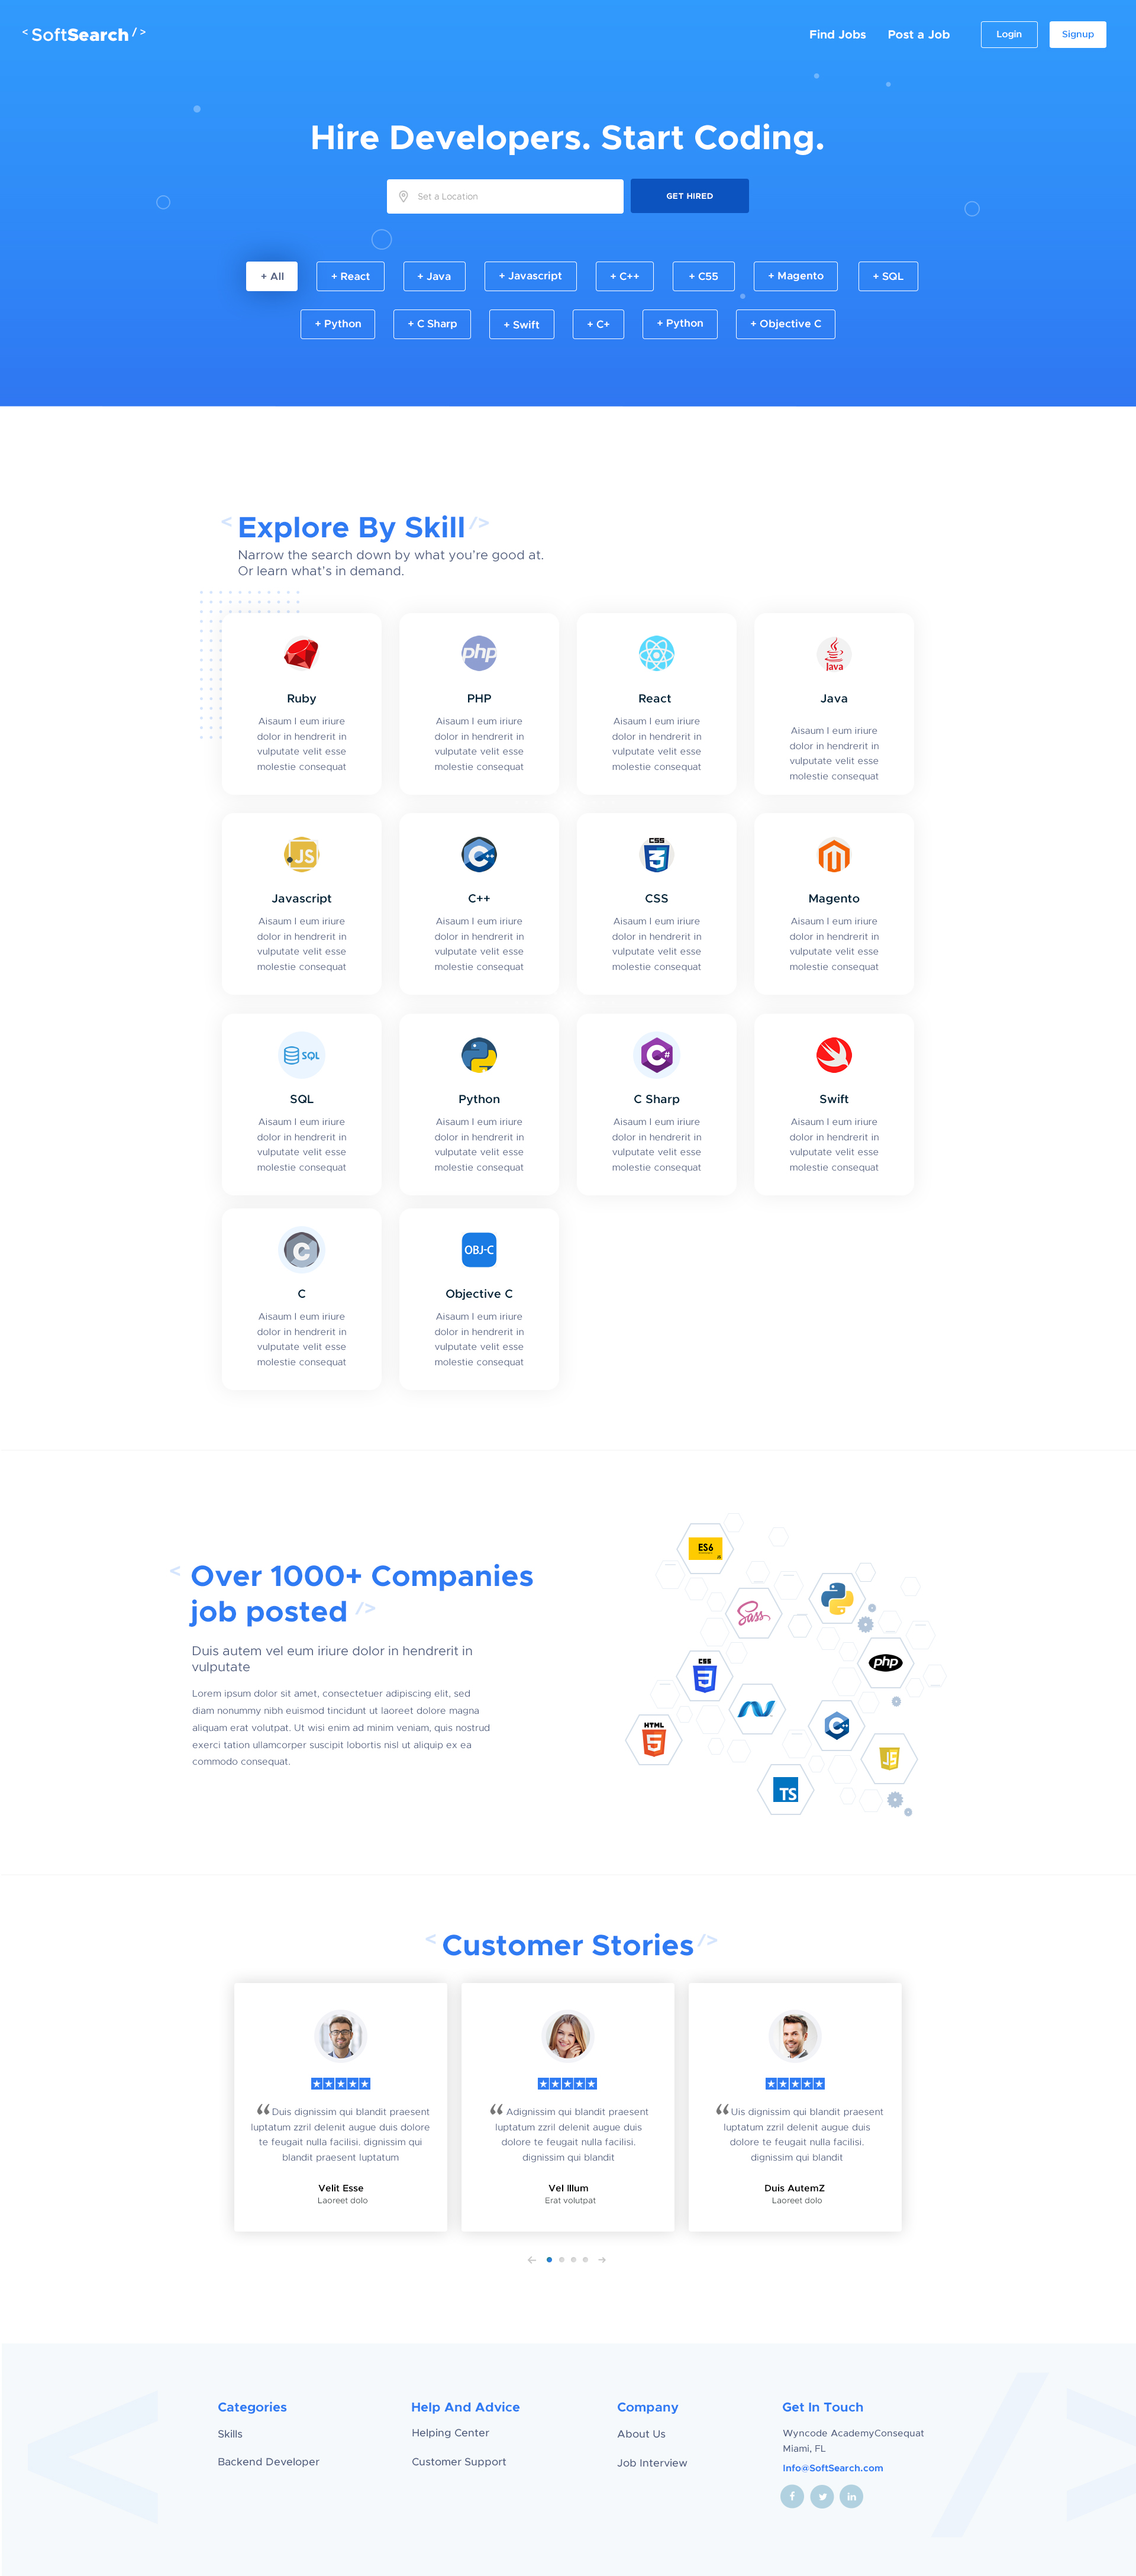 < SoftSearch / >
Find Jobs
Post a Job
Login
Signup
Hire Developers. Start Coding.
Set a Location
GET HIRED
+ All
+ React
+ Java
+ Javascript
+ C++
+ C55
+ Magento
+ SQL
+ Python
+ C Sharp
+ Swift
+ C+
+ Python
+ Objective C
< Explore By Skill />
Narrow the search down by what you're good at.
Or learn what's in demand.
Ruby
Aisaum l eum iriure
dolor in hendrerit in
vulputate velit esse
molestie consequat
php
PHP
Aisaum l eum iriure
dolor in hendrerit in
vulputate velit esse
molestie consequat
React
Aisaum l eum iriure
dolor in hendrerit in
vulputate velit esse
molestie consequat
Java
Java
Aisaum l eum iriure
dolor in hendrerit in
vulputate velit esse
molestie consequat
JS
Javascript
Aisaum l eum iriure
dolor in hendrerit in
vulputate velit esse
molestie consequat
C++
C++
Aisaum l eum iriure
dolor in hendrerit in
vulputate velit esse
molestie consequat
CSS
3
CSS
Aisaum l eum iriure
dolor in hendrerit in
vulputate velit esse
molestie consequat
Magento
Aisaum l eum iriure
dolor in hendrerit in
vulputate velit esse
molestie consequat
SQL
SQL
Aisaum l eum iriure
dolor in hendrerit in
vulputate velit esse
molestie consequat
Python
Aisaum l eum iriure
dolor in hendrerit in
vulputate velit esse
molestie consequat
C#
C Sharp
Aisaum l eum iriure
dolor in hendrerit in
vulputate velit esse
molestie consequat
Swift
Aisaum l eum iriure
dolor in hendrerit in
vulputate velit esse
molestie consequat
C
C
Aisaum l eum iriure
dolor in hendrerit in
vulputate velit esse
molestie consequat
OBJ-C
Objective C
Aisaum l eum iriure
dolor in hendrerit in
vulputate velit esse
molestie consequat
< Over 1000+ Companies
job posted />
Duis autem vel eum iriure dolor in hendrerit in
vulputate
Lorem ipsum dolor sit amet, consectetuer adipiscing elit, sed
diam nonummy nibh euismod tincidunt ut laoreet dolore magna
aliquam erat volutpat. Ut wisi enim ad minim veniam, quis nostrud
exerci tation ullamcorper suscipit lobortis nisl ut aliquip ex ea
commodo consequat.
ES6
Sass
php
CSS
3
C++
HTML
5
JS
TS
< Customer Stories />
“ Duis dignissim qui blandit praesent
luptatum zzril delenit augue duis dolore
te feugait nulla facilisi. dignissim qui
blandit praesent luptatum
Velit Esse
Laoreet dolo
“ Adignissim qui blandit praesent
luptatum zzril delenit augue duis
dolore te feugait nulla facilisi.
dignissim qui blandit
Vel Illum
Erat volutpat
“ Uis dignissim qui blandit praesent
luptatum zzril delenit augue duis
dolore te feugait nulla facilisi.
dignissim qui blandit
Duis AutemZ
Laoreet dolo
Categories
Skills
Backend Developer
Help And Advice
Helping Center
Customer Support
Company
About Us
Job Interview
Get In Touch
Wyncode AcademyConsequat
Miami, FL
Info@SoftSearch.com
f
in
< />